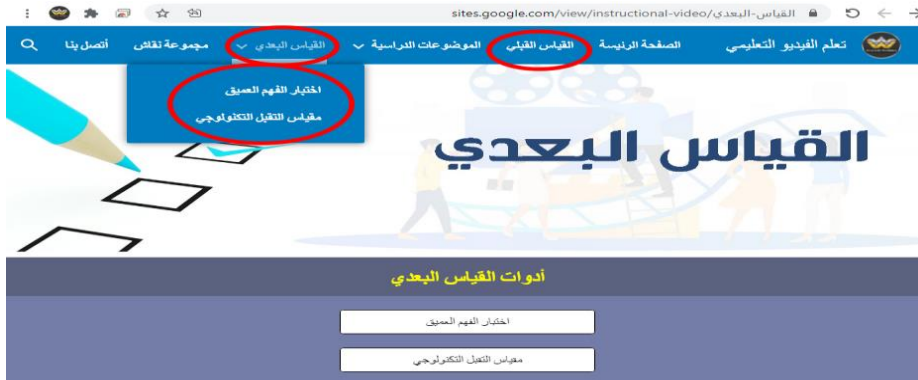 sites.google.com/view/instructional-video/القياس-البعدي
تعلم الفيديو التعليمي
الصفحة الرئيسة
القياس القبلي
الموضوعات الدراسية
القياس البعدي
مجموعة نقاش
أتصل بنا
اختبار الفهم العميق
مقياس التقبل التكنولوجي
القياس البعدي
أدوات القياس البعدي
اختبار الفهم العميق
مقياس التقبل التكنولوجي